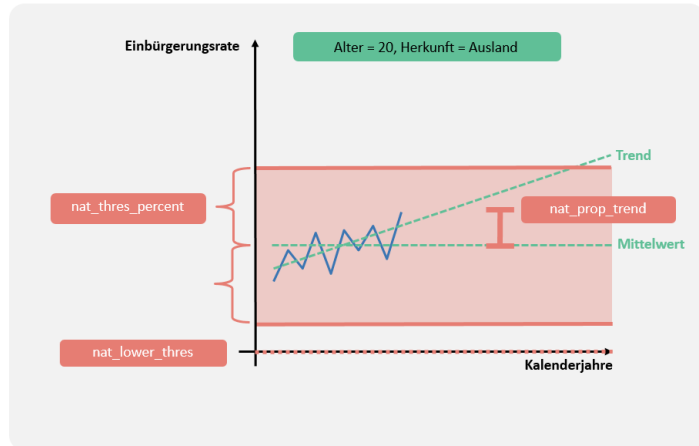 Einbürgerungsrate
Alter = 20, Herkunft = Ausland
Trend
nat_thres_percent
nat_prop_trend
Mittelwert
nat_lower_thres
Kalenderjahre